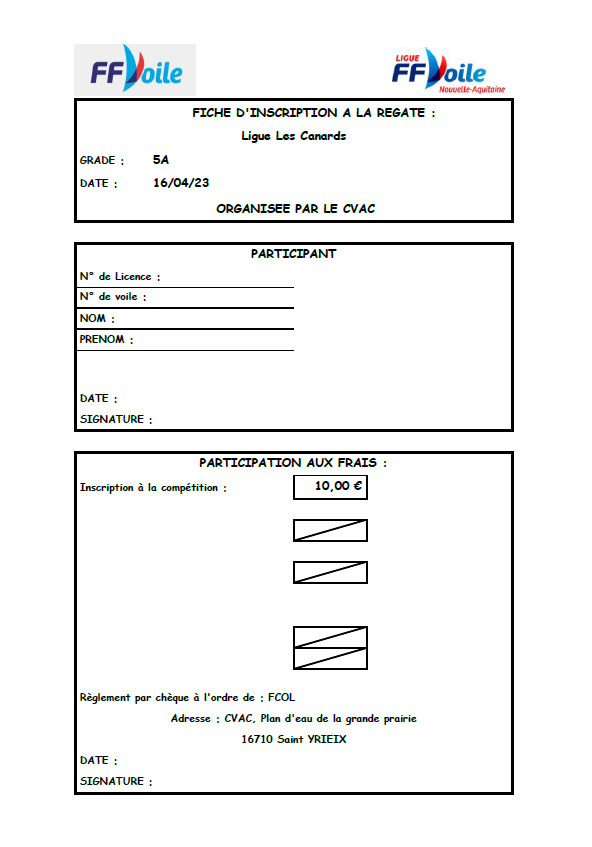 FFVoile
LIGUE
FFVoile
Nouvelle-Aquitaine
FICHE D'INSCRIPTION A LA REGATE :
Ligue Les Canards
GRADE : 5A
DATE : 16/04/23
ORGANISEE PAR LE CVAC
PARTICIPANT
N° de Licence :
N° de voile :
NOM :
PRENOM :
DATE :
SIGNATURE :
PARTICIPATION AUX FRAIS :
Inscription à la compétition : 10,00 €
Règlement par chèque à l'ordre de : FCOL
Adresse : CVAC, Plan d'eau de la grande prairie
16710 Saint YRIEIX
DATE :
SIGNATURE :